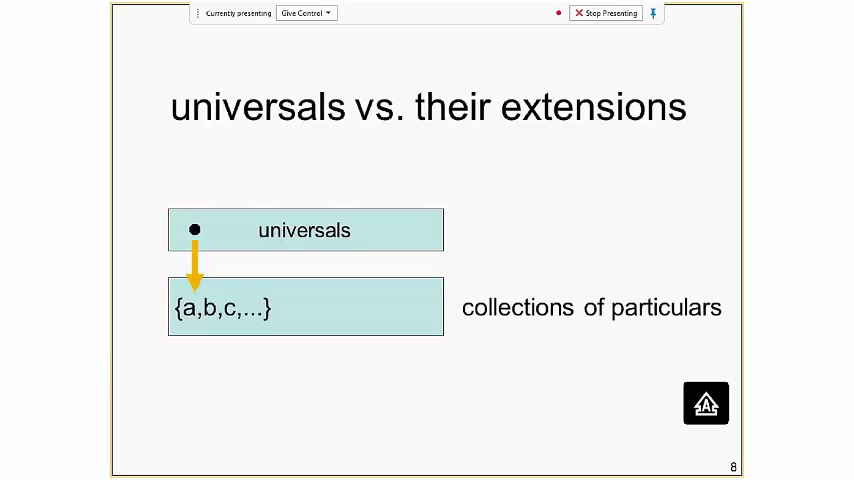 Currently presenting Give Control Stop Presenting
universals vs. their extensions
universals
{a,b,c,...} collections of particulars
A
8